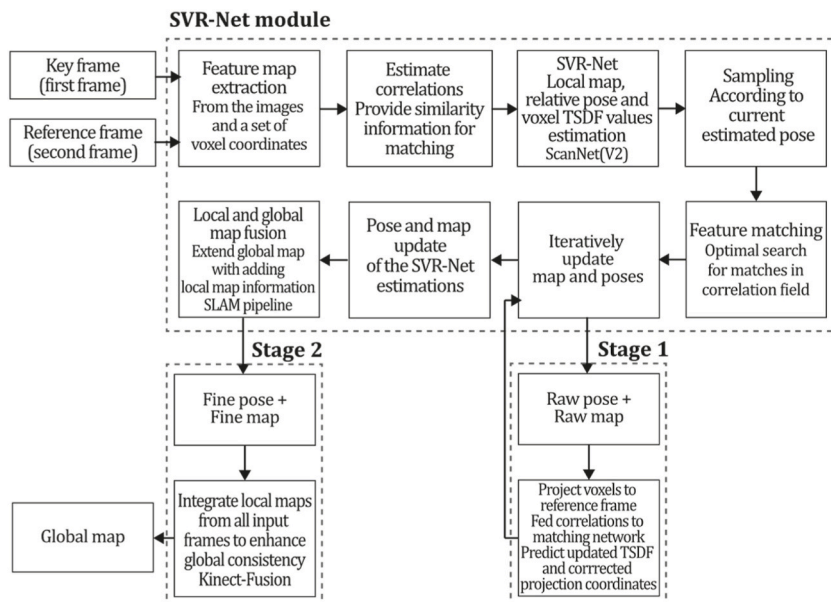 SVR-Net module
Key frame
(first frame)
Reference frame
(second frame)
Feature map
extraction
From the images
and a set of
voxel coordinates
Estimate
correlations
Provide similarity
information for
matching
SVR-Net
Local map,
relative pose and
voxel TSDF values
estimation
ScanNet(V2)
Sampling
According to
current
estimated pose
Local and global
map fusion
Extend global map
with adding
local map information
SLAM pipeline
Pose and map
update
of the SVR-Net
estimations
Iteratively
update
map and poses
Feature matching
Optimal search
for matches in
correlation field
Stage 2
Stage 1
Fine pose +
Fine map
Raw pose +
Raw map
Global map
Integrate local maps
from all input
frames to enhance
global consistency
Kinect-Fusion
Project voxels to
reference frame
Fed correlations to
matching network
Predict updated TSDF
and corrrected
projection coordinates